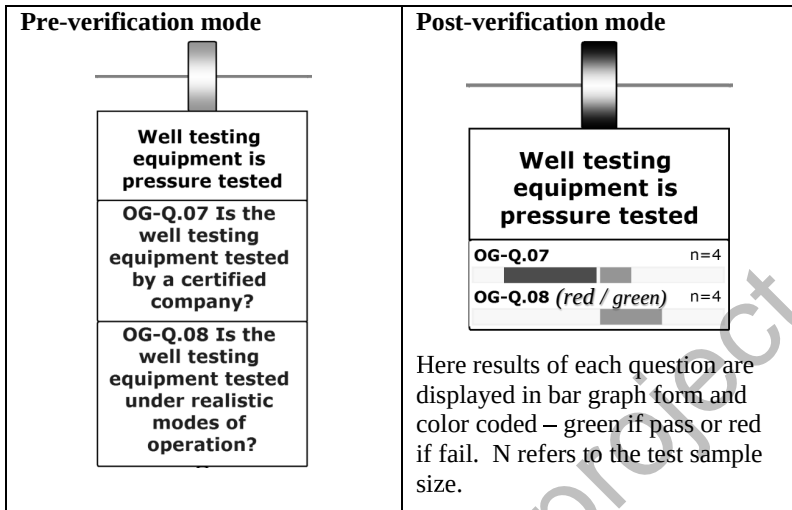 Pre-verification mode
Well testing
equipment is
pressure tested
OG-Q.07 Is the
well testing
equipment tested
by a certified
company?
OG-Q.08 Is the
well testing
equipment tested
under realistic
modes of
operation?
Post-verification mode
Well testing
equipment is
pressure tested
OG-Q.07 n=4
OG-Q.08 (red / green) n=4
Here results of each question are
displayed in bar graph form and
color coded – green if pass or red
if fail. N refers to the test sample
size.
project